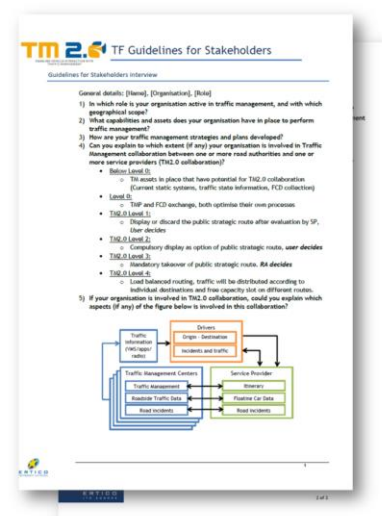 TM 2.0
TF Guidelines for Stakeholders
Guidelines for Stakeholders interview
General details: [Name], [Organisation], [Role]
1) In which role is your organisation active in traffic management, and with which
geographical scope?
2) What capabilities and assets does your organisation have in place to perform
traffic management?
3) How are your traffic management strategies and plans developed?
4) Can you explain to which extent (if any) your organisation is involved in Traffic
Management collaboration between one or more road authorities and one or
more service providers (TM2.0 collaboration)?
• Below Level 0:
○ TM assets in place that have potential for TM2.0 collaboration
(Current static systems, traffic state information, FCD collection)
• Level 0:
○ TMP and FCD exchange, both optimise their own processes
• TM2.0 Level 1:
○ Display or discard the public strategic route after evaluation by SP,
User decides
• TM2.0 Level 2:
○ Compulsory display as option of public strategic route, user decides
• TM2.0 Level 3:
○ Mandatory takeover of public strategic route. RA decides
• TM2.0 Level 4:
○ Load balanced routing, traffic will be distributed according to
individual destinations and free capacity slot on different routes.
5) If your organisation is involved in TM2.0 collaboration, could you explain which
aspects (if any) of the figure below is involved in this collaboration?
Drivers
Traffic
Information
(VMS/apps/
radio)
Origin - Destination
Incidents and traffic
Traffic Management Centers
Service Provider
Traffic Management
Itinerary
Roadside Traffic Data
Floating Car Data
Road Incidents
Road Incidents
1
ERTICO
ERTICO
ITS EUROPE
2 of 2